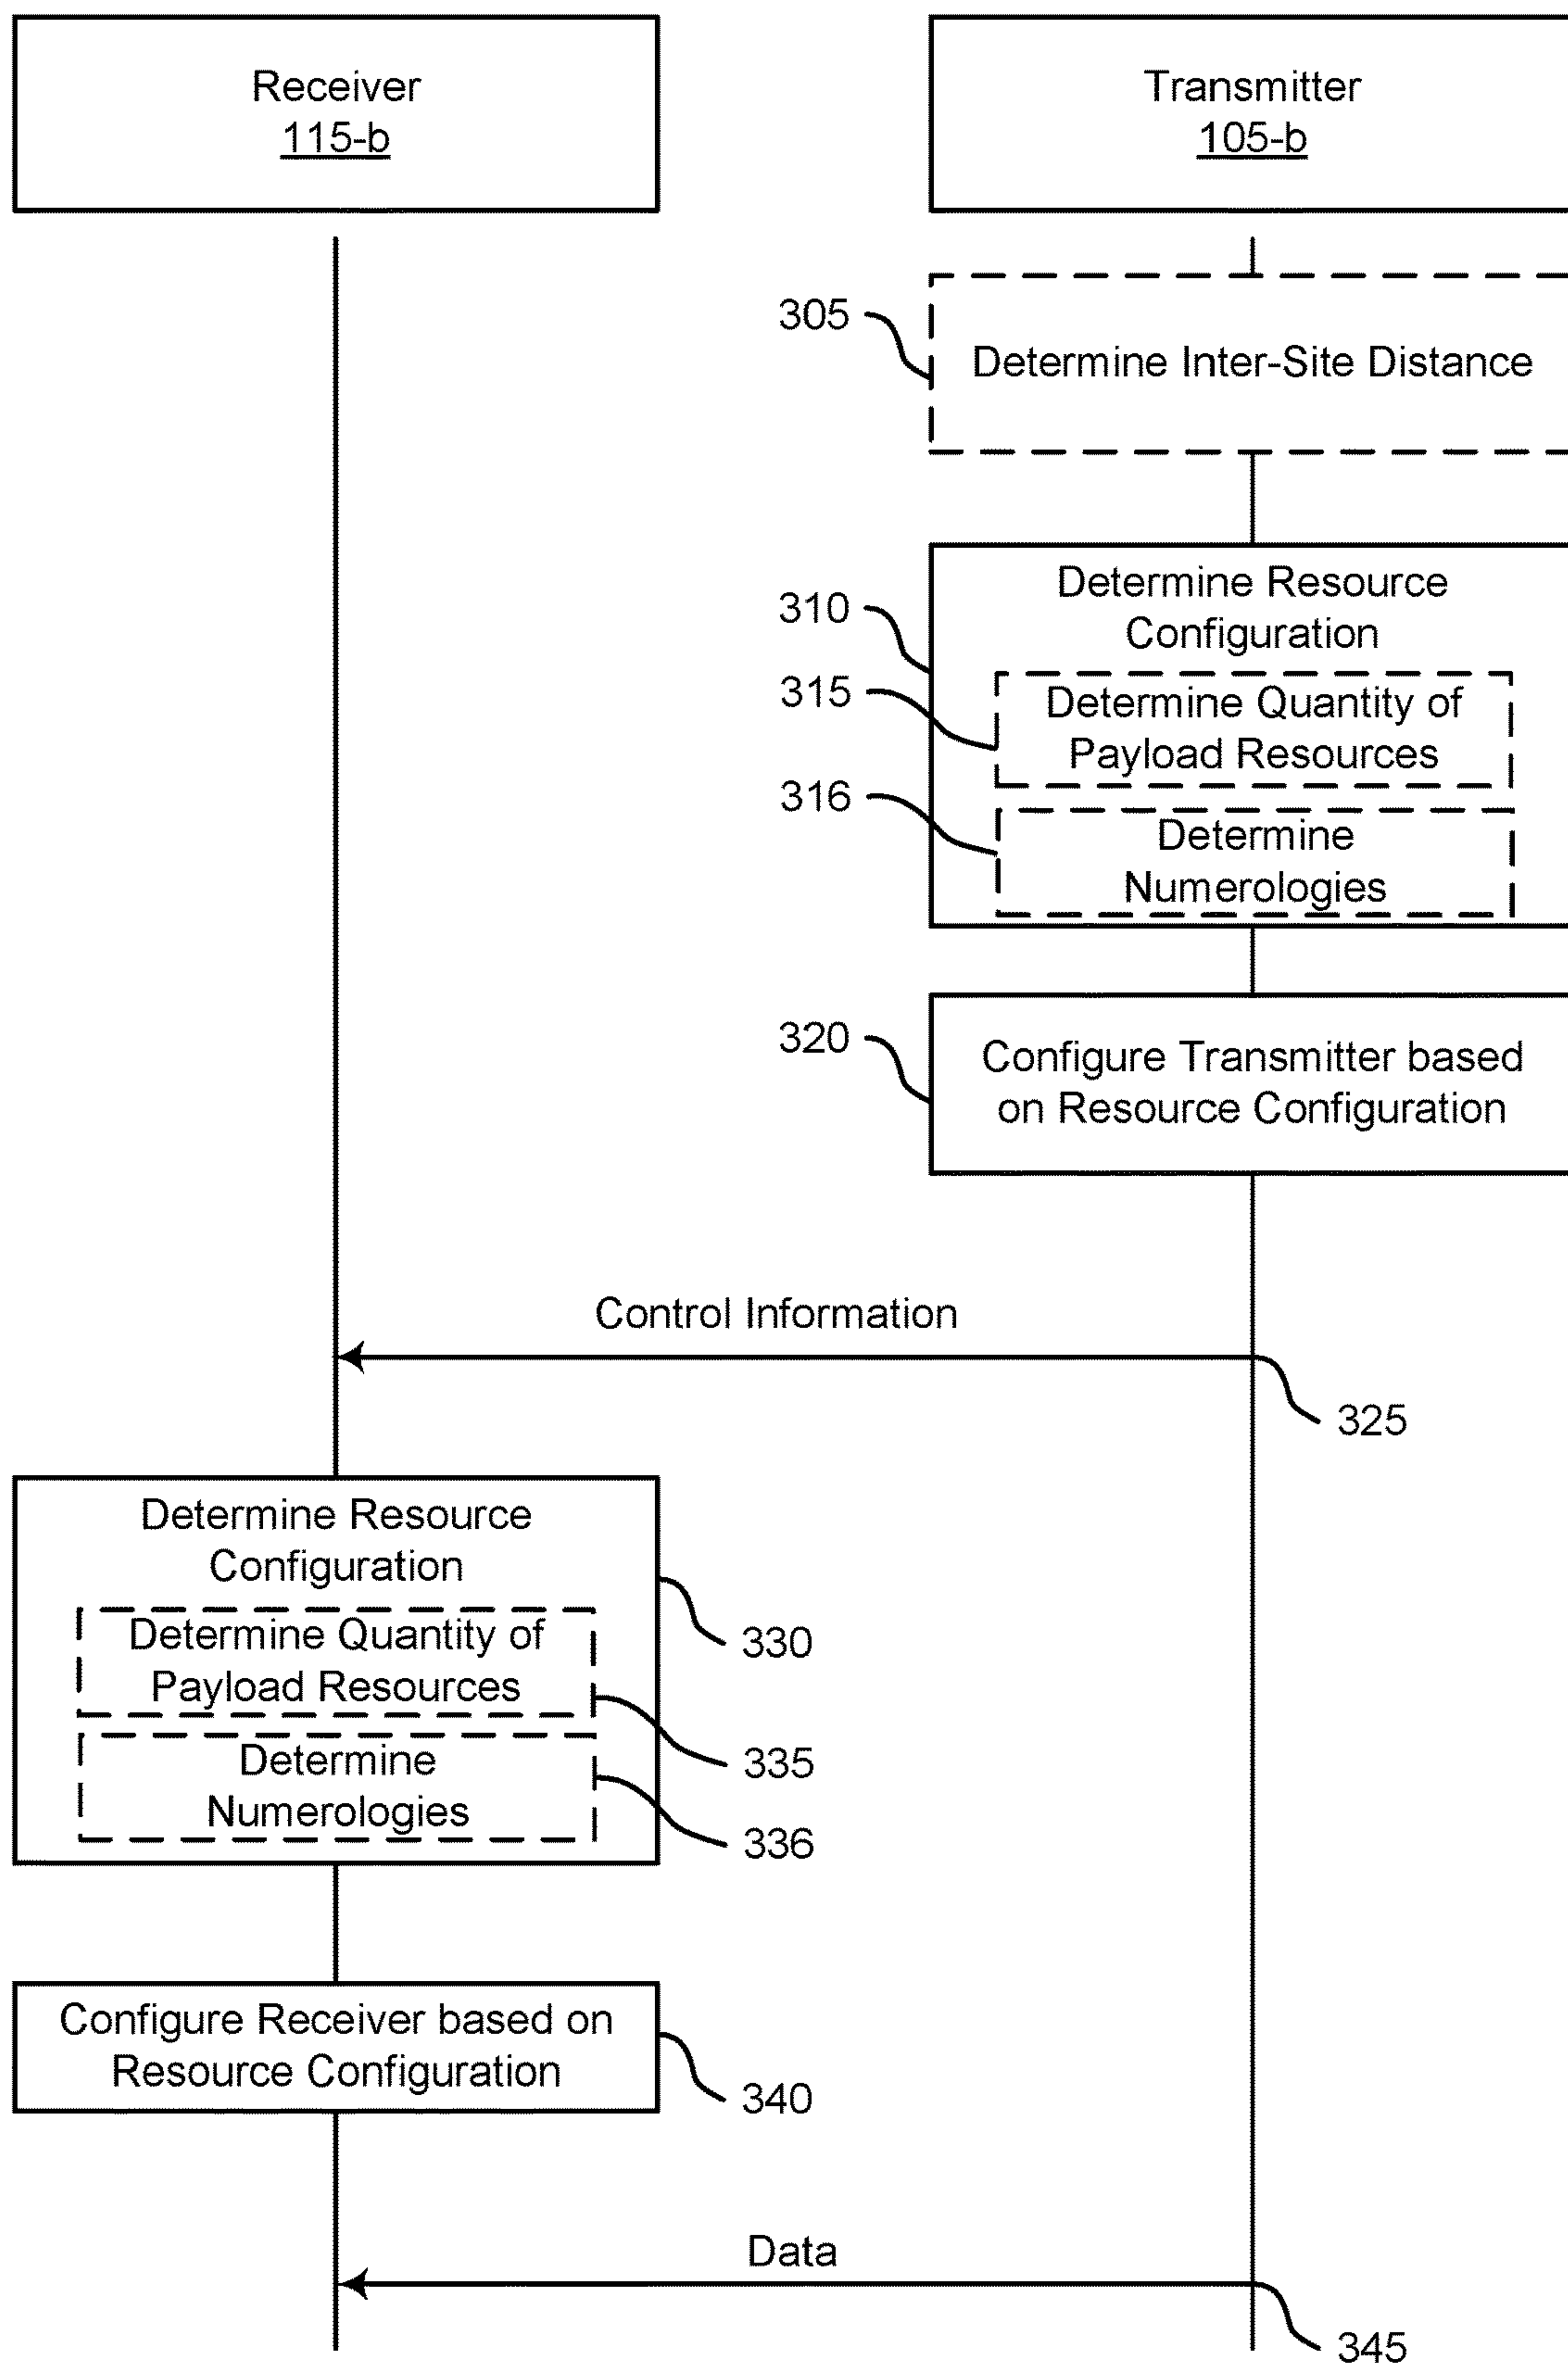 Receiver
115-b
Transmitter
105-b
305
Determine Inter-Site Distance
310
Determine Resource
Configuration
315
Determine Quantity of
Payload Resources
316
Determine
Numerologies
320
Configure Transmitter based
on Resource Configuration
Control Information
325
Determine Resource
Configuration
330
Determine Quantity of
Payload Resources
335
Determine
Numerologies
336
Configure Receiver based on
Resource Configuration
340
Data
345